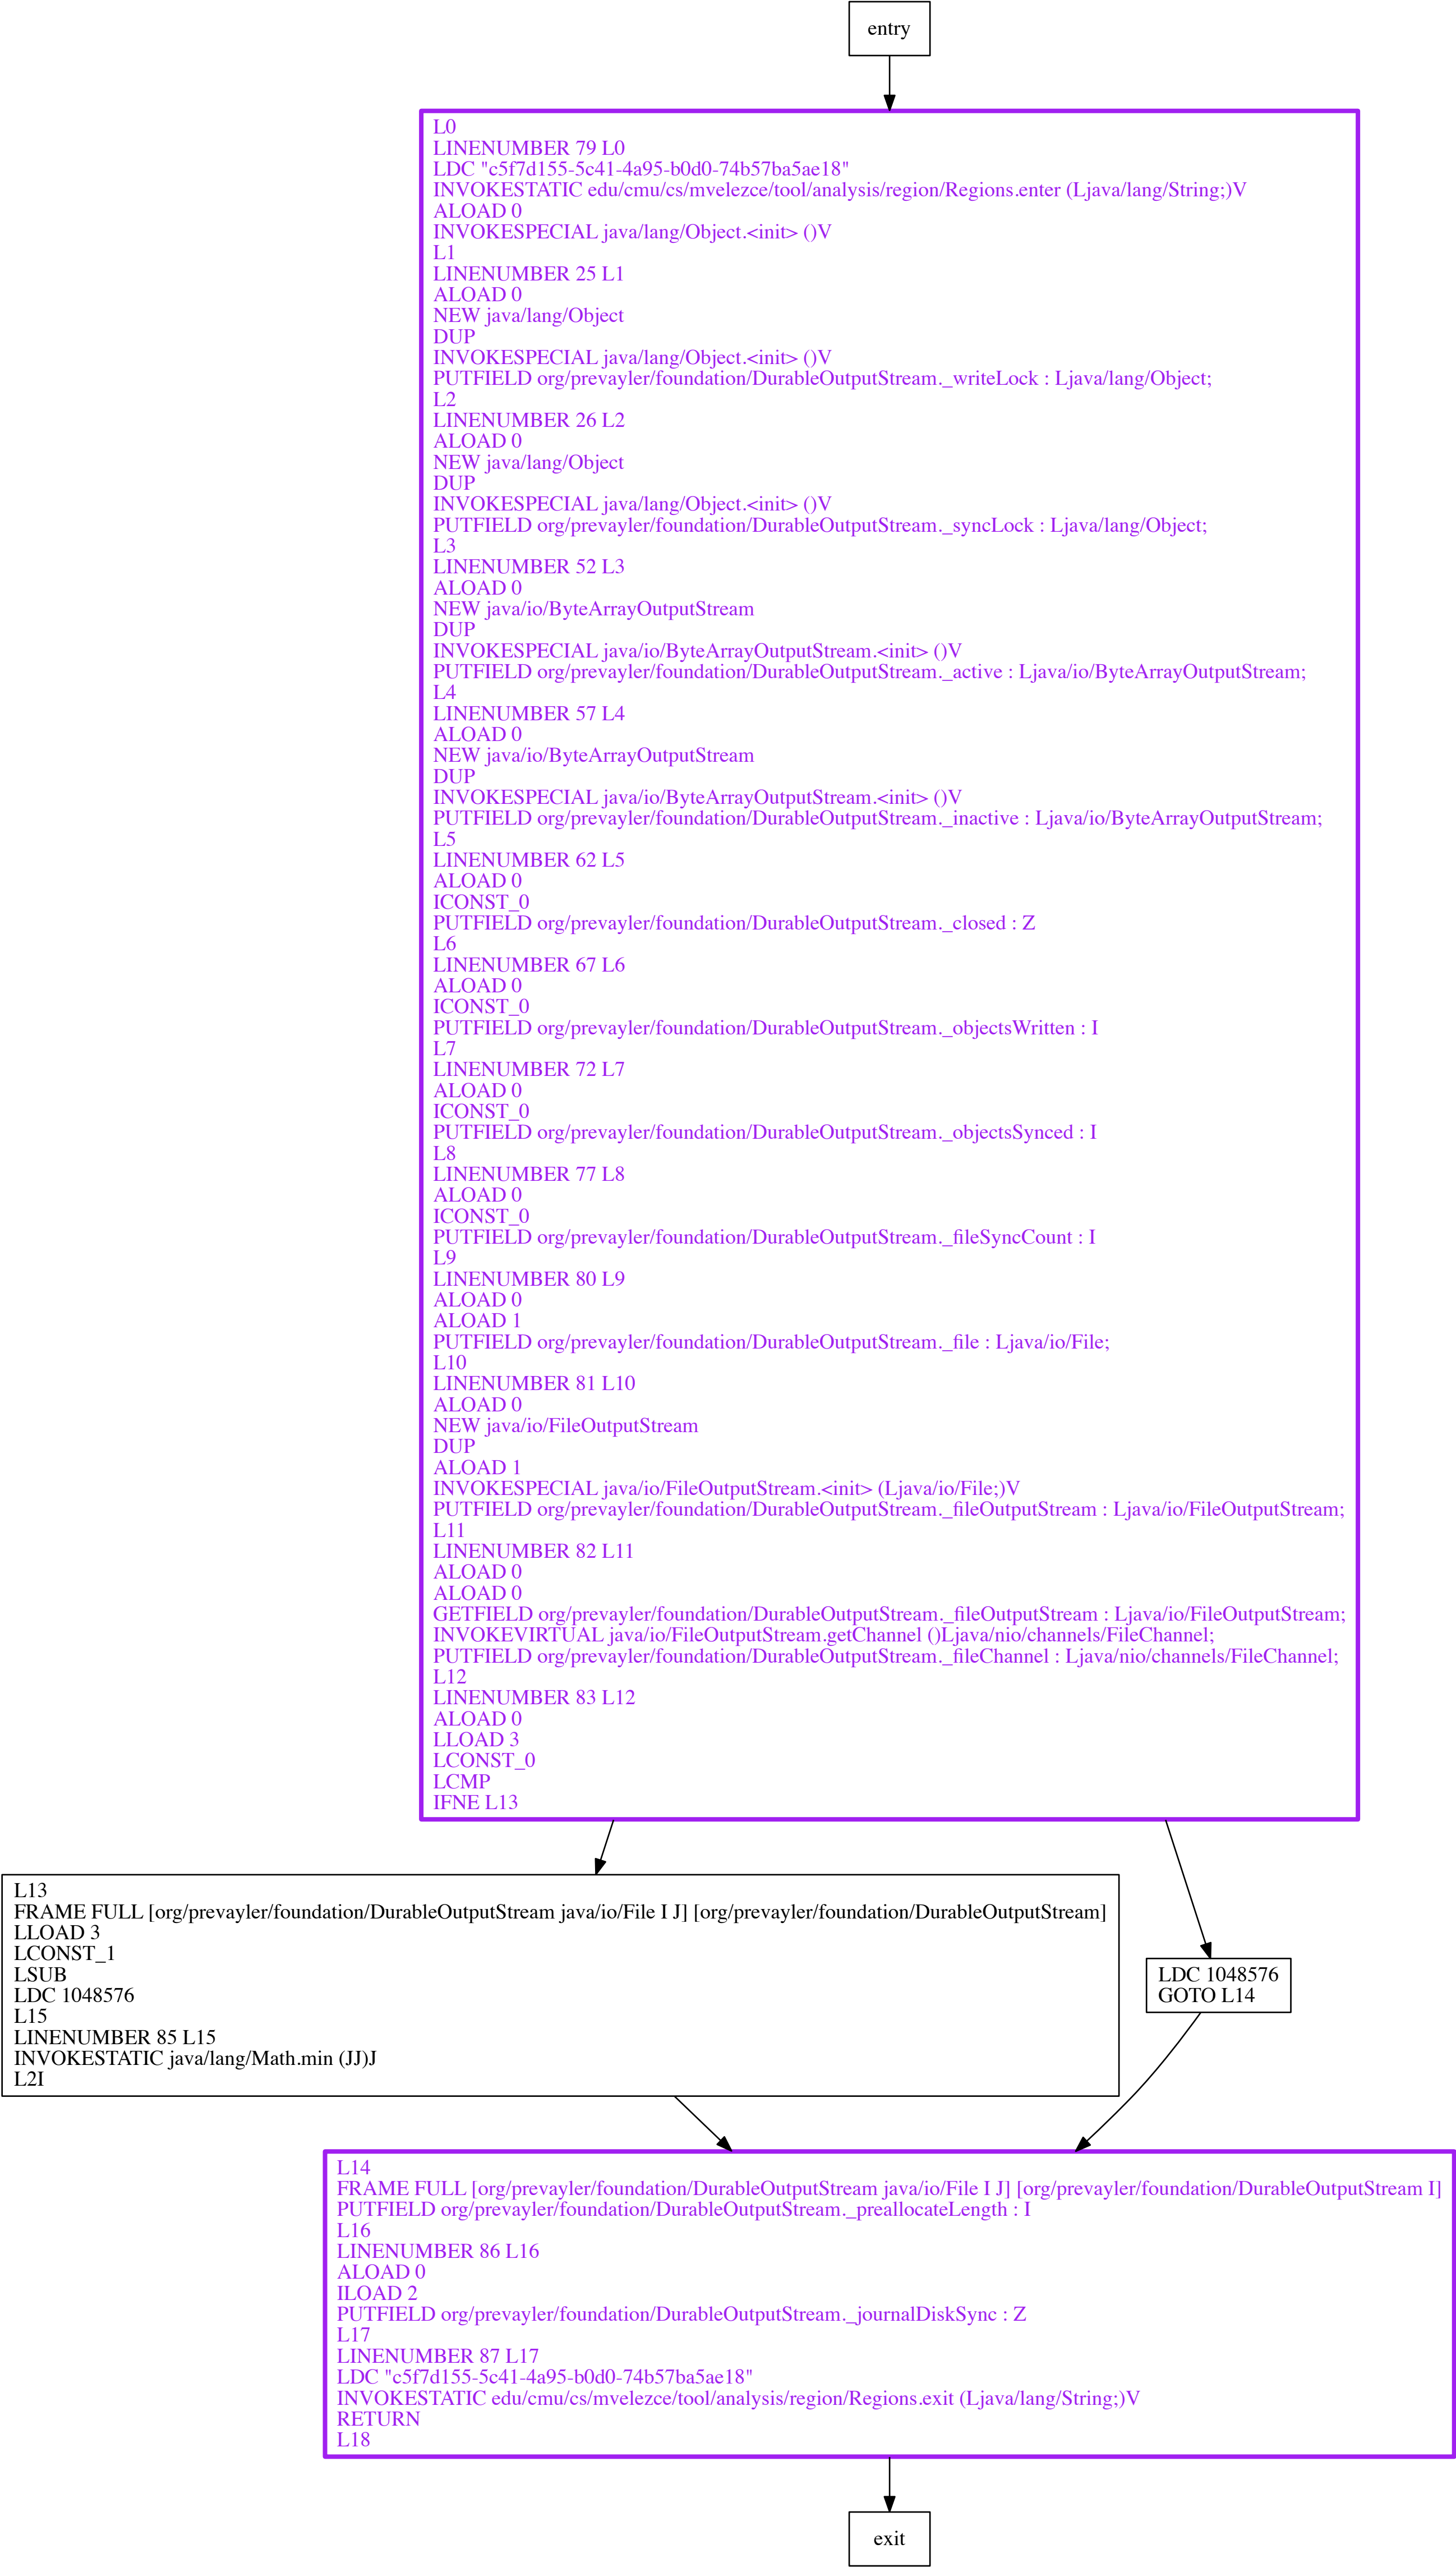 entry
L0
LINENUMBER 79 L0
LDC "c5f7d155-5c41-4a95-b0d0-74b57ba5ae18"
INVOKESTATIC edu/cmu/cs/mvelezce/tool/analysis/region/Regions.enter (Ljava/lang/String;)V
ALOAD 0
INVOKESPECIAL java/lang/Object.<init> ()V
L1
LINENUMBER 25 L1
ALOAD 0
NEW java/lang/Object
DUP
INVOKESPECIAL java/lang/Object.<init> ()V
PUTFIELD org/prevayler/foundation/DurableOutputStream._writeLock : Ljava/lang/Object;
L2
LINENUMBER 26 L2
ALOAD 0
NEW java/lang/Object
DUP
INVOKESPECIAL java/lang/Object.<init> ()V
PUTFIELD org/prevayler/foundation/DurableOutputStream._syncLock : Ljava/lang/Object;
L3
LINENUMBER 52 L3
ALOAD 0
NEW java/io/ByteArrayOutputStream
DUP
INVOKESPECIAL java/io/ByteArrayOutputStream.<init> ()V
PUTFIELD org/prevayler/foundation/DurableOutputStream._active : Ljava/io/ByteArrayOutputStream;
L4
LINENUMBER 57 L4
ALOAD 0
NEW java/io/ByteArrayOutputStream
DUP
INVOKESPECIAL java/io/ByteArrayOutputStream.<init> ()V
PUTFIELD org/prevayler/foundation/DurableOutputStream._inactive : Ljava/io/ByteArrayOutputStream;
L5
LINENUMBER 62 L5
ALOAD 0
ICONST_0
PUTFIELD org/prevayler/foundation/DurableOutputStream._closed : Z
L6
LINENUMBER 67 L6
ALOAD 0
ICONST_0
PUTFIELD org/prevayler/foundation/DurableOutputStream._objectsWritten : I
L7
LINENUMBER 72 L7
ALOAD 0
ICONST_0
PUTFIELD org/prevayler/foundation/DurableOutputStream._objectsSynced : I
L8
LINENUMBER 77 L8
ALOAD 0
ICONST_0
PUTFIELD org/prevayler/foundation/DurableOutputStream._fileSyncCount : I
L9
LINENUMBER 80 L9
ALOAD 0
ALOAD 1
PUTFIELD org/prevayler/foundation/DurableOutputStream._file : Ljava/io/File;
L10
LINENUMBER 81 L10
ALOAD 0
NEW java/io/FileOutputStream
DUP
ALOAD 1
INVOKESPECIAL java/io/FileOutputStream.<init> (Ljava/io/File;)V
PUTFIELD org/prevayler/foundation/DurableOutputStream._fileOutputStream : Ljava/io/FileOutputStream;
L11
LINENUMBER 82 L11
ALOAD 0
ALOAD 0
GETFIELD org/prevayler/foundation/DurableOutputStream._fileOutputStream : Ljava/io/FileOutputStream;
INVOKEVIRTUAL java/io/FileOutputStream.getChannel ()Ljava/nio/channels/FileChannel;
PUTFIELD org/prevayler/foundation/DurableOutputStream._fileChannel : Ljava/nio/channels/FileChannel;
L12
LINENUMBER 83 L12
ALOAD 0
LLOAD 3
LCONST_0
LCMP
IFNE L13
L13
FRAME FULL [org/prevayler/foundation/DurableOutputStream java/io/File I J] [org/prevayler/foundation/DurableOutputStream]
LLOAD 3
LCONST_1
LSUB
LDC 1048576
L15
LINENUMBER 85 L15
INVOKESTATIC java/lang/Math.min (JJ)J
L2I
LDC 1048576
GOTO L14
L14
FRAME FULL [org/prevayler/foundation/DurableOutputStream java/io/File I J] [org/prevayler/foundation/DurableOutputStream I]
PUTFIELD org/prevayler/foundation/DurableOutputStream._preallocateLength : I
L16
LINENUMBER 86 L16
ALOAD 0
ILOAD 2
PUTFIELD org/prevayler/foundation/DurableOutputStream._journalDiskSync : Z
L17
LINENUMBER 87 L17
LDC "c5f7d155-5c41-4a95-b0d0-74b57ba5ae18"
INVOKESTATIC edu/cmu/cs/mvelezce/tool/analysis/region/Regions.exit (Ljava/lang/String;)V
RETURN
L18
exit